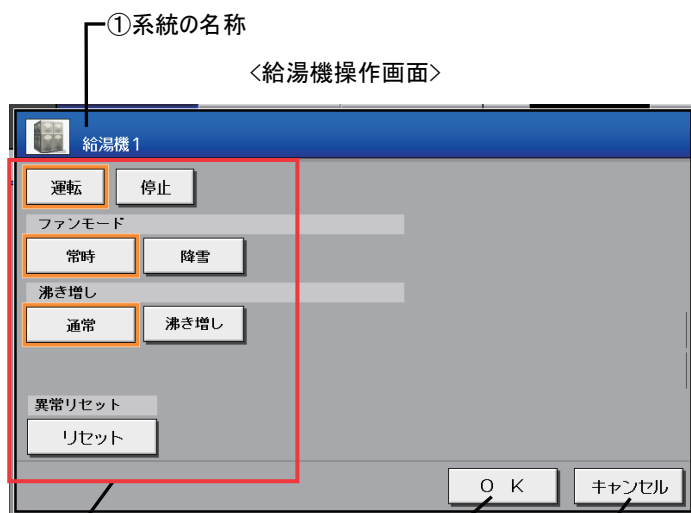 ①系統の名称
<給湯機操作画面>
給湯機1
運転 停止
ファンモード
常時 降雪
沸き増し
通常 沸き増し
異常リセット
リセット
OK キャンセル